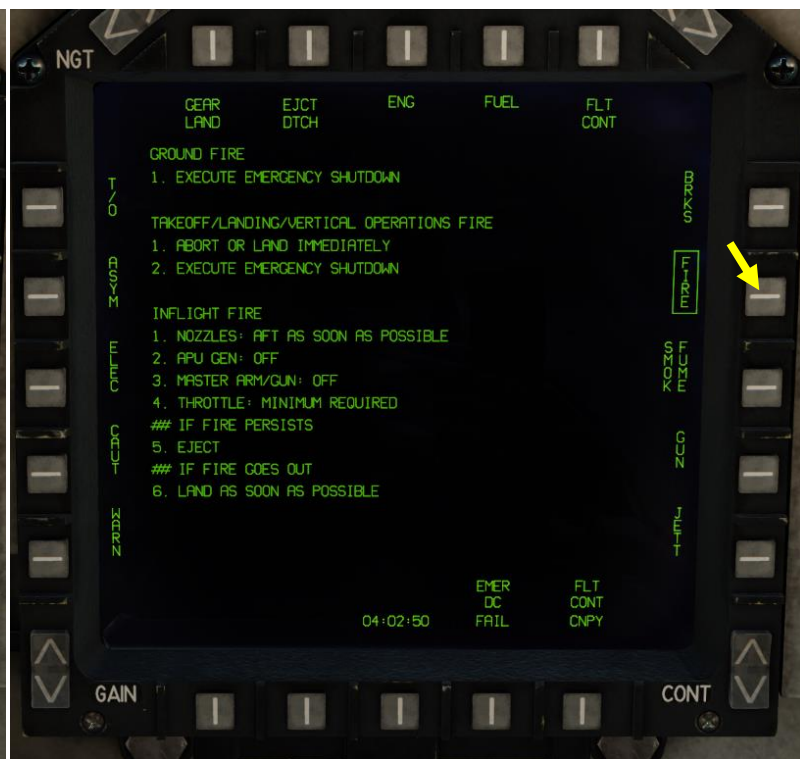 NGT
GEAR LAND
EJCT DTCH
ENG
FUEL
FLT CONT
T/O
ASYM
ELEC
CAUT
WARN
GROUND FIRE
1. EXECUTE EMERGENCY SHUTDOWN
TAKEOFF/LANDING/VERTICAL OPERATIONS FIRE
1. ABORT OR LAND IMMEDIATELY
2. EXECUTE EMERGENCY SHUTDOWN
INFLIGHT FIRE
1. NOZZLES: AFT AS SOON AS POSSIBLE
2. APU GEN: OFF
3. MASTER ARM/GUN: OFF
4. THROTTLE: MINIMUM REQUIRED
## IF FIRE PERSISTS
5. EJECT
## IF FIRE GOES OUT
6. LAND AS SOON AS POSSIBLE
BRKS
FIRE
SMOK FUME
GUN
JETT
04:02:50
EMER DC FAIL
FLT CONT CNPY
GAIN
CONT